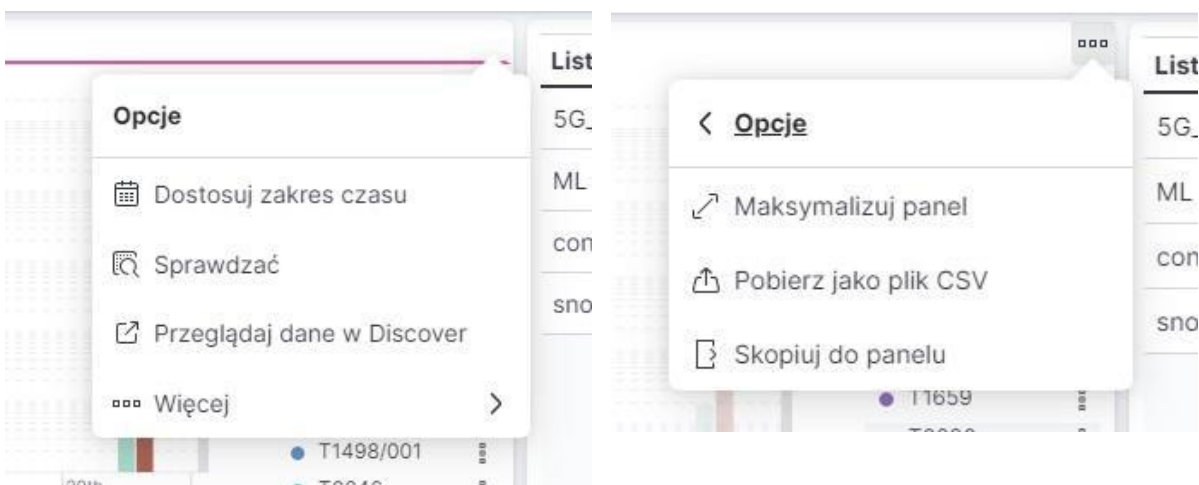 List
Opcje
5G_
Dostosuj zakres czasu
ML
con
Sprawdzać
sno
Przeglądaj dane w Discover
Więcej
T1498/001
List
Opcje
5G_
ML
Maksymalizuj panel
con
Pobierz jako plik CSV
sno
Skopiuj do panelu
T1659